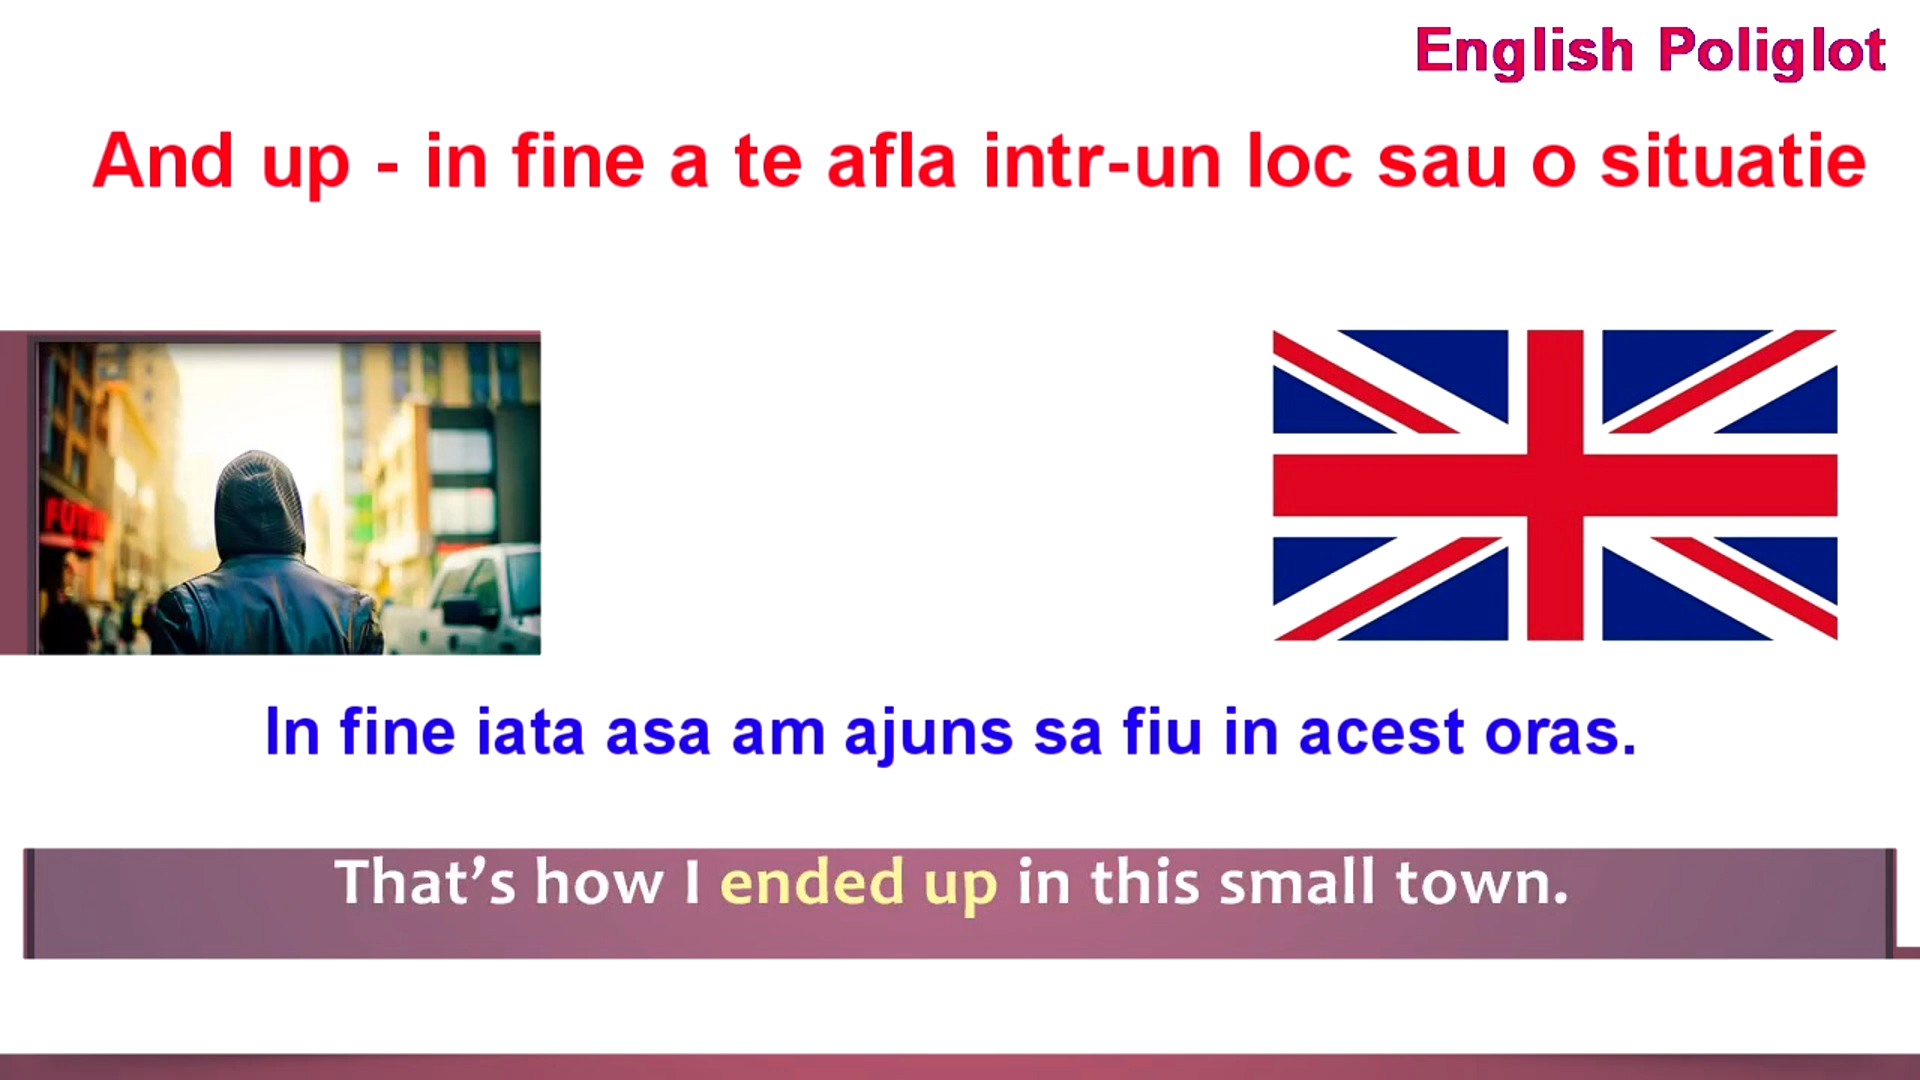 English Poliglot
And up - in fine a te afla intr-un loc sau o situatie
In fine iata asa am ajuns sa fiu in acest oras.
That’s how I ended up in this small town.